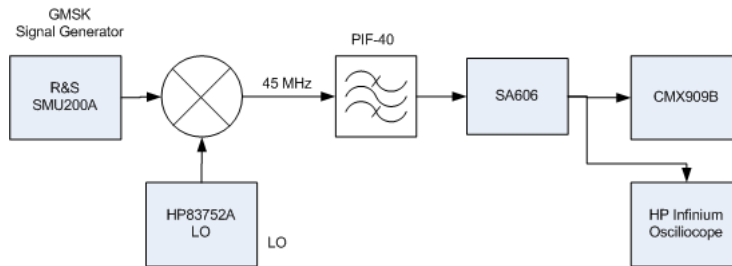 GMSK
Signal Generator
R&S
SMU200A
45 MHz
PIF-40
SA606
CMX909B
HP83752A
LO
LO
HP Infinium
Osciliocope